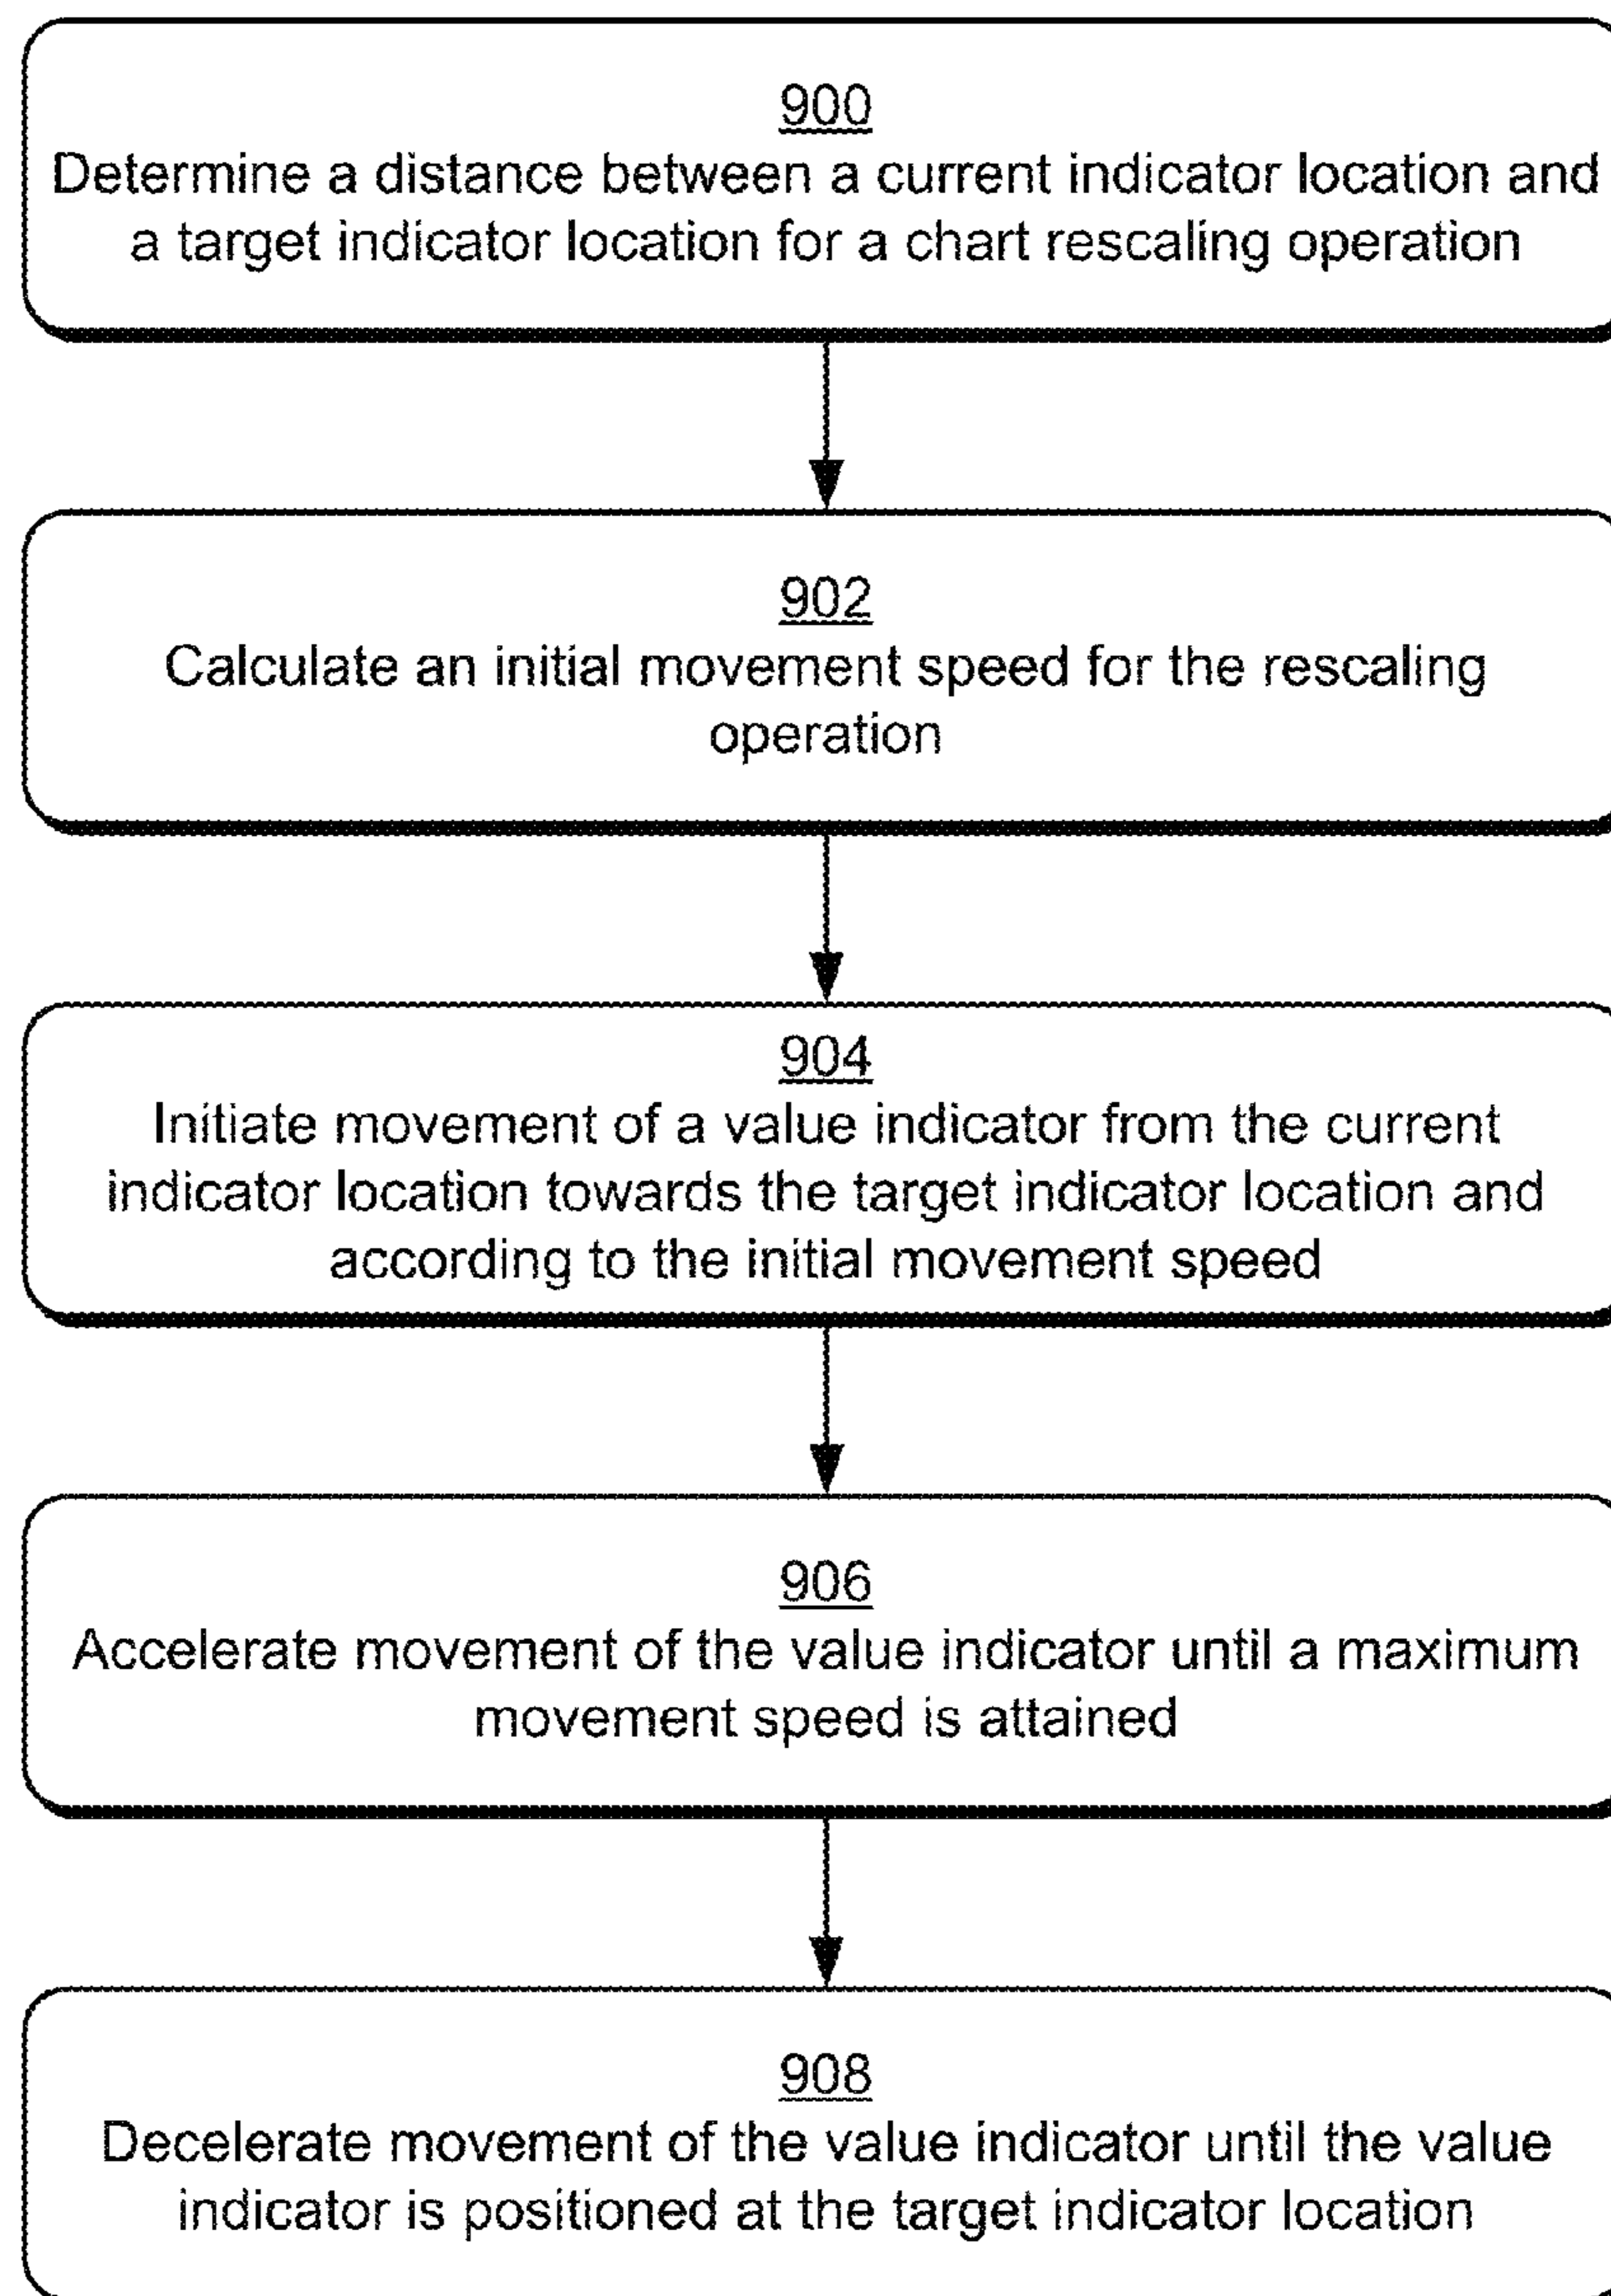 900
Determine a distance between a current indicator location and
a target indicator location for a chart rescaling operation
902
Calculate an initial movement speed for the rescaling
operation
904
Initiate movement of a value indicator from the current
indicator location towards the target indicator location and
according to the initial movement speed
906
Accelerate movement of the value indicator until a maximum
movement speed is attained
908
Decelerate movement of the value indicator until the value
indicator is positioned at the target indicator location